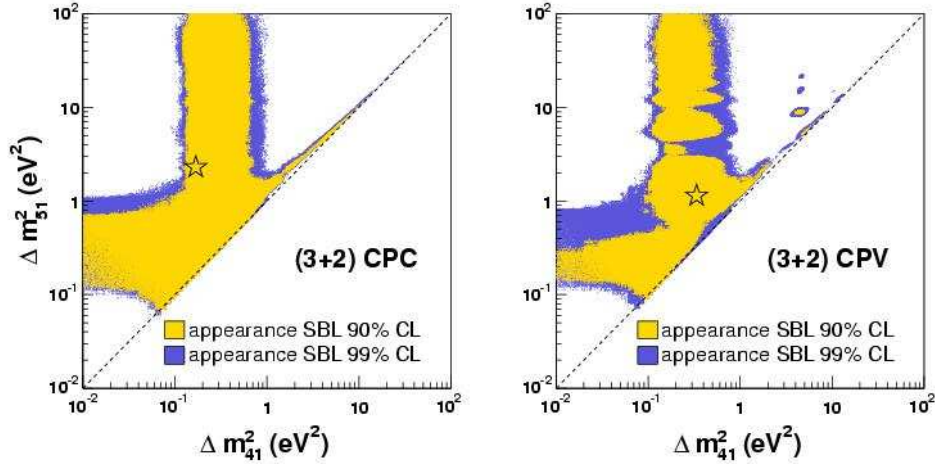 10²
10
1
10⁻¹
10⁻²
Δ m²₅₁ (eV²)
(3+2) CPC
appearance SBL 90% CL
appearance SBL 99% CL
10⁻² 10⁻¹ 1 10 10²
Δ m²₄₁ (eV²)
10²
10
1
10⁻¹
10⁻²
(3+2) CPV
appearance SBL 90% CL
appearance SBL 99% CL
10⁻² 10⁻¹ 1 10 10²
Δ m²₄₁ (eV²)